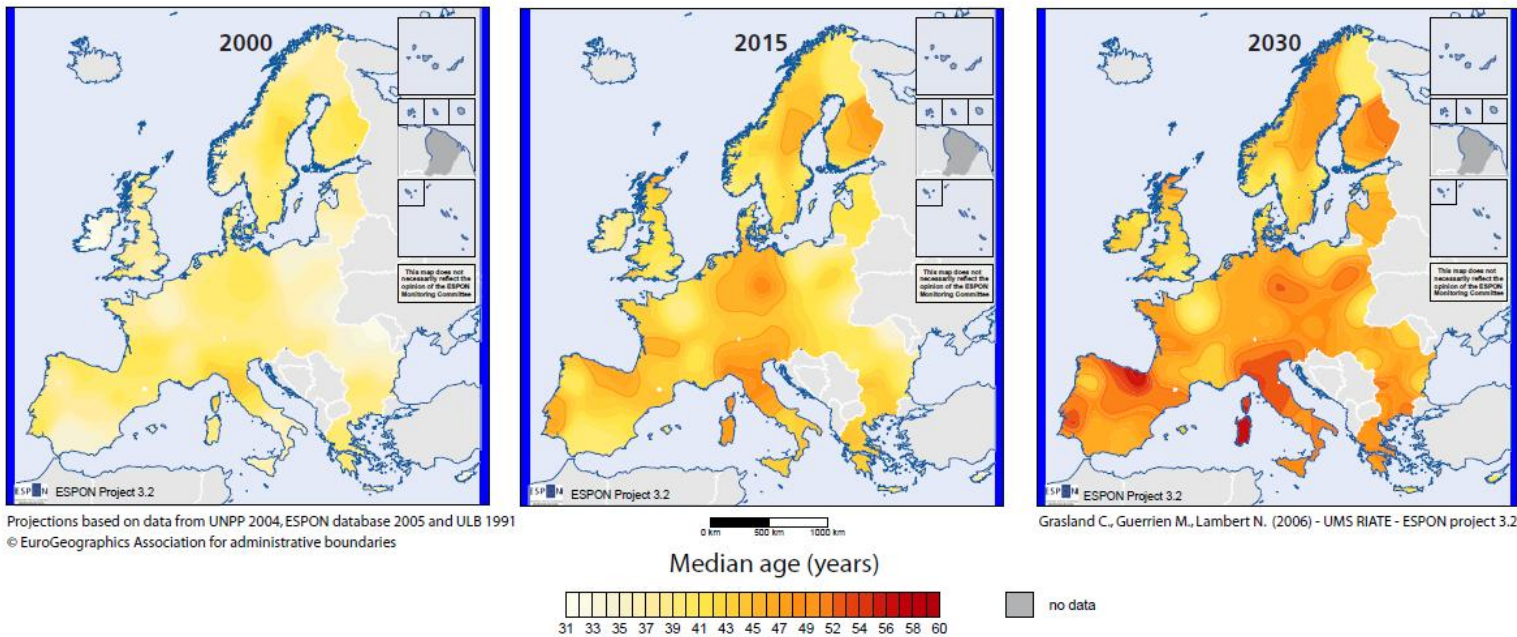 2000
This map does not
necessarily reflect the
opinion of the ESPON
Monitoring Committee
ESPON
ESPON Project 3.2
2015
This map does not
necessarily reflect the
opinion of the ESPON
Monitoring Committee
ESPON
ESPON Project 3.2
2030
This map does not
necessarily reflect the
opinion of the ESPON
Monitoring Committee
ESPON
ESPON Project 3.2
Projections based on data from UNPP 2004, ESPON database 2005 and ULB 1991
© EuroGeographics Association for administrative boundaries
0 km 500 km 1000 km
Grasland C., Guerrien M., Lambert N. (2006) - UMS RIATE - ESPON project 3.2
Median age (years)
31 33 35 37 39 41 43 45 47 49 52 54 56 58 60
no data